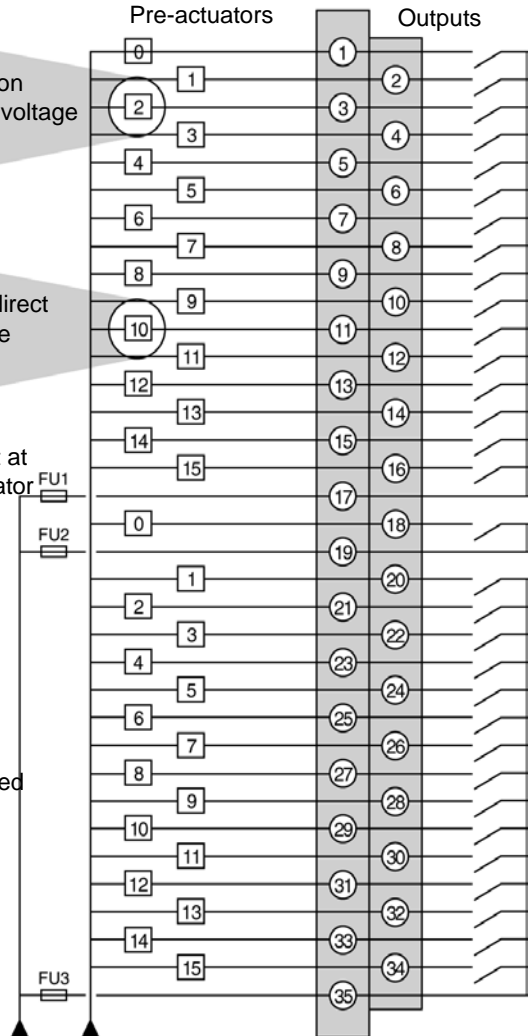 Pre-actuators Outputs
0 1
on 1 2
voltage 2 3
3 4
4 5
5 6
6 7
7 8
8 9
direct 9 10
e 10 11
11 12
12 13
13 14
14 15
at
ator 15 16
FU1 17
0 18
FU2 19
1 20
2 21
3 22
4 23
5 24
6 25
7 26
8 27
ed
9 28
10 29
11 30
12 31
13 32
14 33
15 34
FU3 35